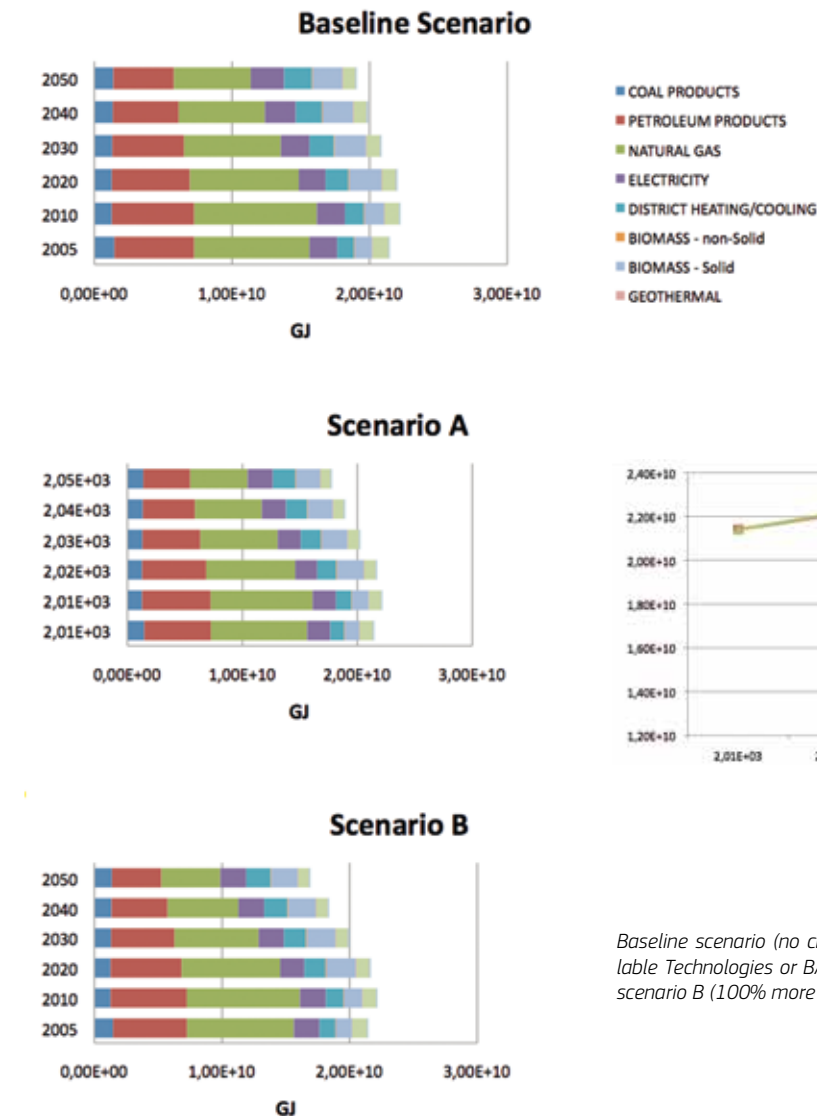 Baseline Scenario
2050
2040
2030
2020
2010
2005
0,00E+00 1,00E+10 2,00E+10 3,00E+10
GJ
COAL PRODUCTS
PETROLEUM PRODUCTS
NATURAL GAS
ELECTRICITY
DISTRICT HEATING/COOLING
BIOMASS - non-Solid
BIOMASS - Solid
GEOTHERMAL
Scenario A
2,05E+03
2,04E+03
2,03E+03
2,02E+03
2,01E+03
2,01E+03
0,00E+00 1,00E+10 2,00E+10 3,00E+10
GJ
2,40E+10
2,20E+10
2,00E+10
1,80E+10
1,60E+10
1,40E+10
1,20E+10
2,01E+03
Scenario B
2050
2040
2030
2020
2010
2005
0,00E+00 1,00E+10 2,00E+10 3,00E+10
GJ
Baseline scenario (no c
lable Technologies or B
scenario B (100% more